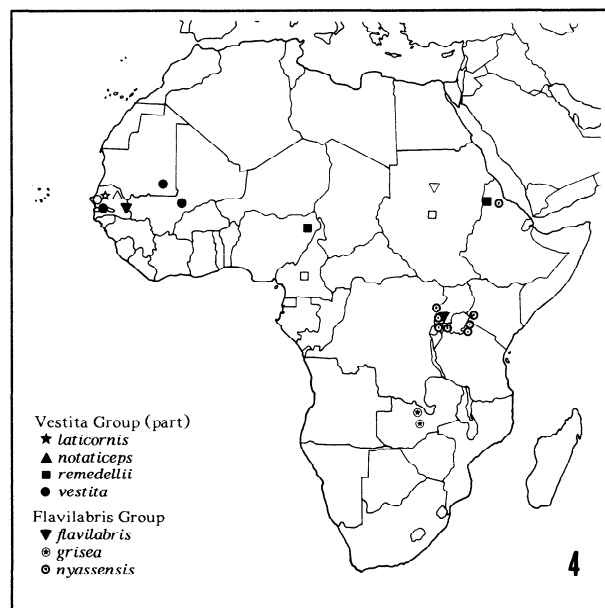 Vestita Group (part)
★ laticornis
▲ notaticeps
■ remedellii
● vestita
Flavilabris Group
▼ flavilabris
⍟ grisea
⊙ nyassensis
4